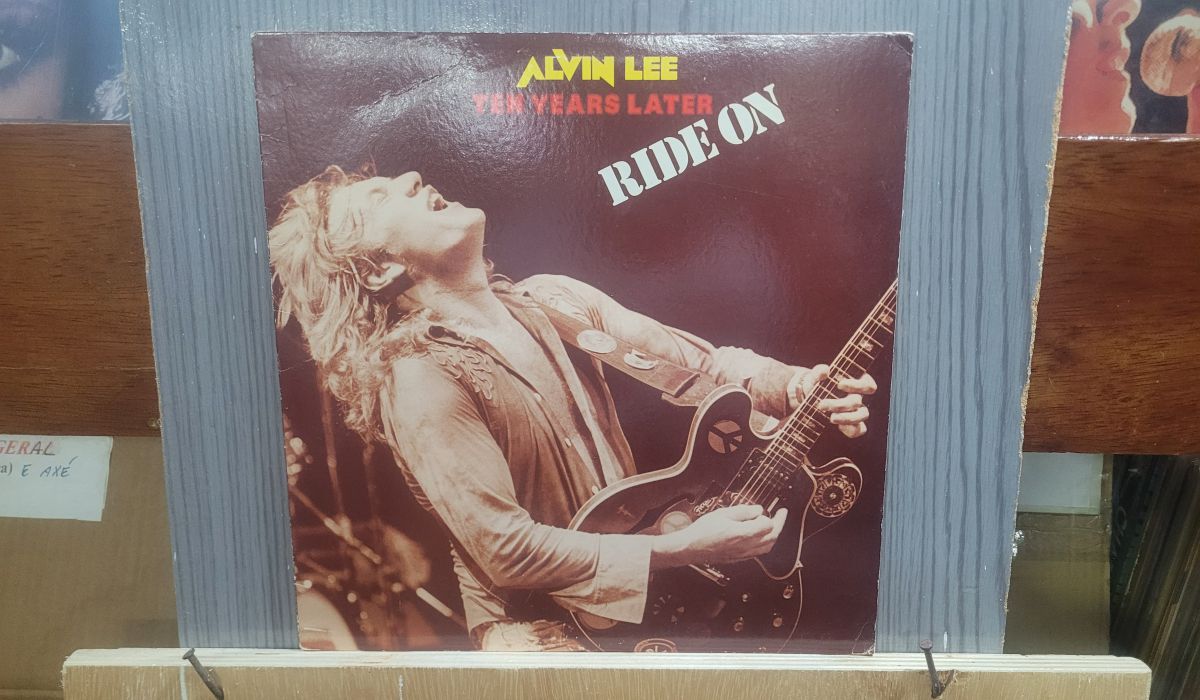 ALVIN LEE
TEN YEARS LATER
RIDE ON
GERAL
a) E AXÉ